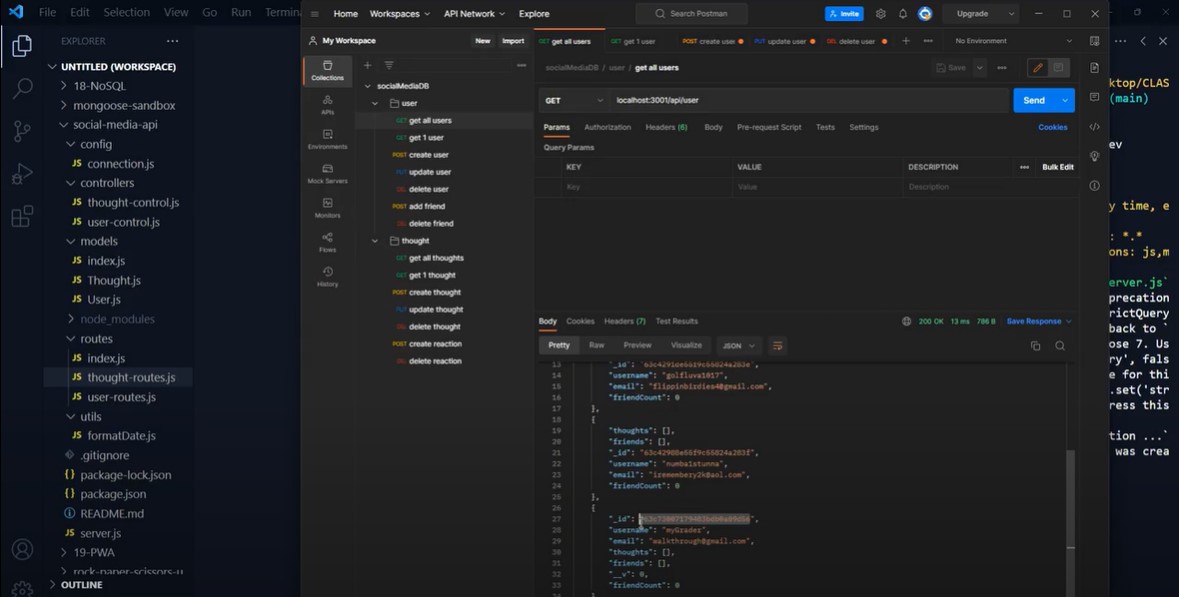 File Edit Selection View Go Run
Home Workspaces API Network Explore
Search Postman
Invite
Upgrade
EXPLORER
UNTITLED (WORKSPACE)
18-NoSQL
mongoose-sandbox
social-media-api
config
JS connection.js
controllers
JS thought-control.js
JS user-control.js
models
JS index.js
JS Thought.js
JS User.js
node_modules
routes
JS index.js
JS thought-routes.js
JS user-routes.js
utils
JS formatDate.js
.gitignore
{} package-lock.json
{} package.json
README.md
JS server.js
19-PWA
rock-paper-scissors-u
OUTLINE
My Workspace
New Import
Collections
APIs
Environments
Mock Servers
Monitors
Flows
History
socialMediaDB
user
GET get all users
GET get 1 user
POST create user
PUT update user
DEL delete user
POST add friend
DEL delete friend
thought
GET get all thoughts
GET get 1 thought
POST create thought
PUT update thought
DEL delete thought
POST create reaction
DEL delete reaction
GET get all users
GET get 1 user
POST create user
PUT update user
DEL delete user
No Environment
socialMediaDB / user / get all users
Save
GET
localhost:3001/api/user
Send
Params Authorization Headers (6) Body Pre-request Script Tests Settings
Cookies
Query Params
KEY VALUE DESCRIPTION
Bulk Edit
Key Value Description
Body Cookies Headers (7) Test Results
200 OK 13 ms 786 B Save Response
Pretty Raw Preview Visualize JSON
13 "_id":
14 "username": "golfluva1017",
15 "email": "flippinbirdies4@gmail.com",
16 "friendCount": 0
17 },
18 {
19 "thoughts": [],
20 "friends": [],
21 "_id":
22 "username": "numba1stunna",
23 "email": "iremembery2k@aol.com",
24 "friendCount": 0
25 },
26 {
27 "_id":
28 "username": "myGrader",
29 "email": "walkthrough@gmail.com",
30 "thoughts": [],
31 "friends": [],
32 "__v": 0,
33 "friendCount": 0
ktop/CLAS
(main)
ev
y time, e
: *.*
ons: js,m
erver.js`
precation
rictQuery
back to `
ose 7. Us
ry', fals
e for this
.set('str
ress this
tion ...`
was crea